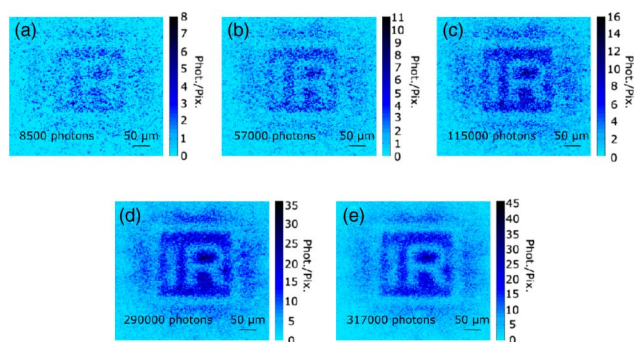 (a)
R
8500 photons
50 µm
8
7
6
5
4
3
2
1
0
Phot./Pix.
(b)
R
57000 photons
50 µm
11
10
9
8
7
6
5
4
3
2
1
0
Phot./Pix.
(c)
R
115000 photons
50 µm
16
14
12
10
8
6
4
2
0
Phot./Pix.
(d)
R
290000 photons
50 µm
35
30
25
20
15
10
5
0
Phot./Pix.
(e)
R
317000 photons
50 µm
45
40
35
30
25
20
15
10
5
0
Phot./Pix.